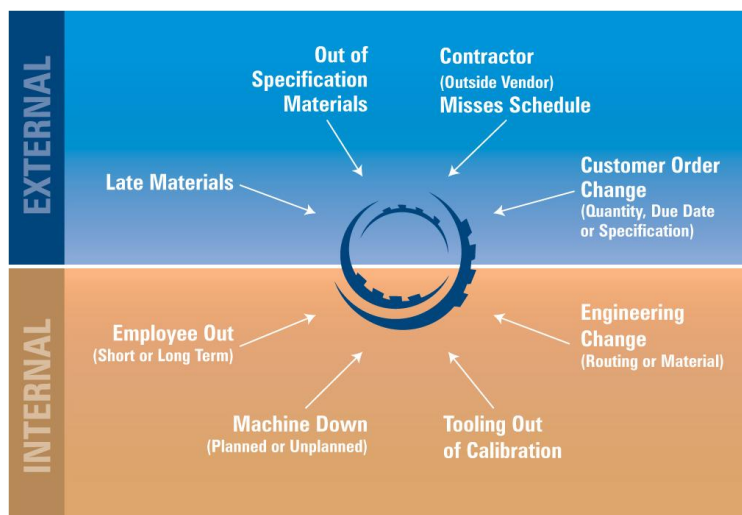 EXTERNAL
Out of
Specification
Materials
Contractor
(Outside Vendor)
Misses Schedule
Late Materials
Customer Order
Change
(Quantity, Due Date
or Specification)
INTERNAL
Employee Out
(Short or Long Term)
Engineering
Change
(Routing or Material)
Machine Down
(Planned or Unplanned)
Tooling Out
of Calibration